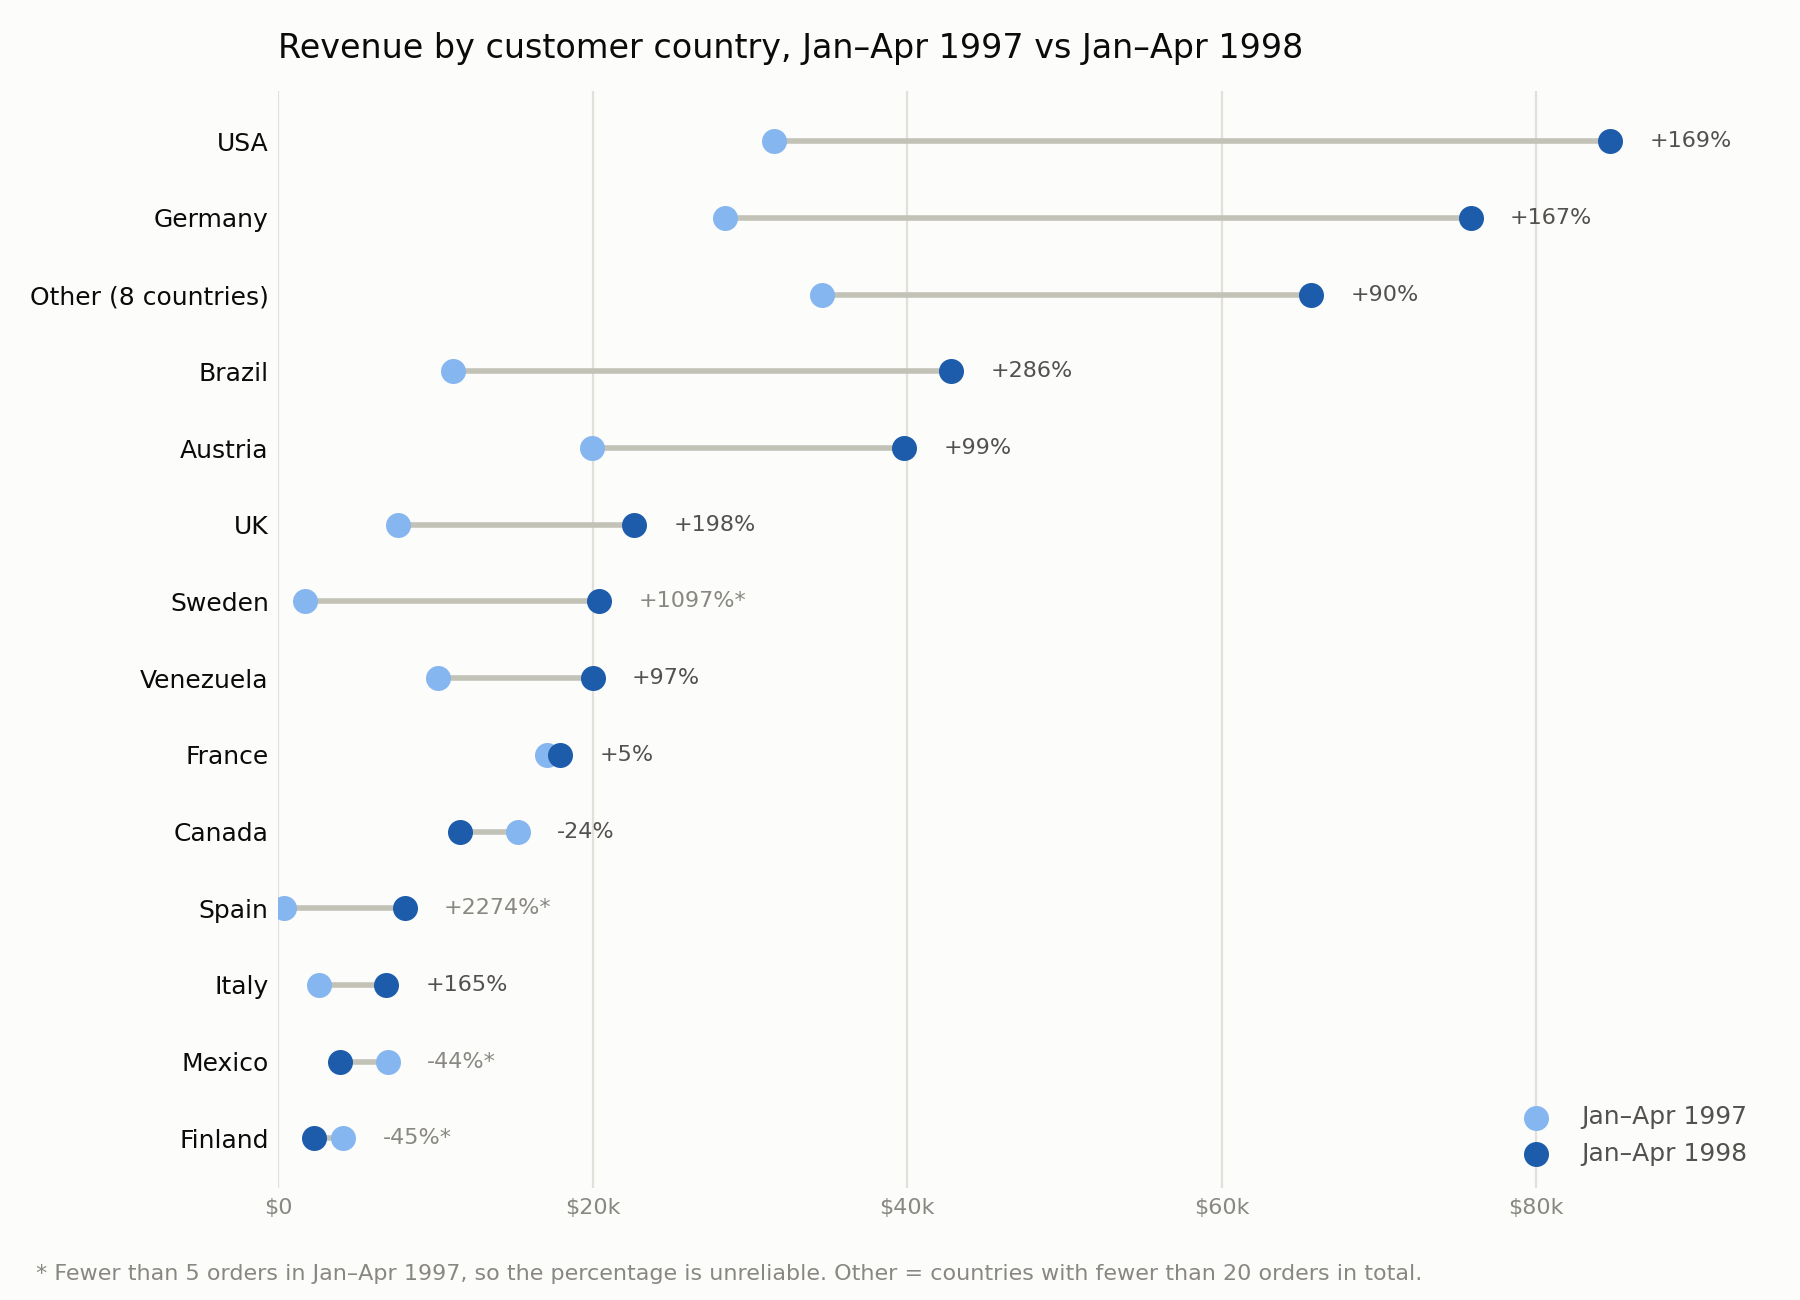 Revenue by customer country, Jan–Apr 1997 vs Jan–Apr 1998
USA +169%
Germany +167%
Other (8 countries) +90%
Brazil +286%
Austria +99%
UK +198%
Sweden +1097%*
Venezuela +97%
France +5%
Canada -24%
Spain +2274%*
Italy +165%
Mexico -44%*
Finland -45%*
Jan–Apr 1997
Jan–Apr 1998
$0 $20k $40k $60k $80k
* Fewer than 5 orders in Jan–Apr 1997, so the percentage is unreliable. Other = countries with fewer than 20 orders in total.